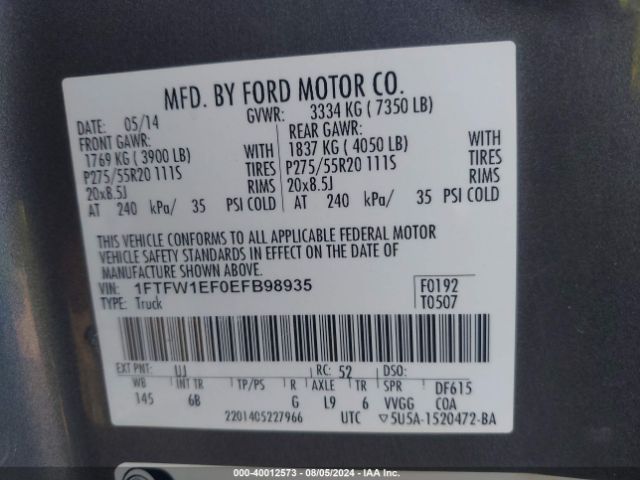 MFD. BY FORD MOTOR CO.
DATE: 05/14 GVWR: 3334 KG ( 7350 LB)
FRONT GAWR: REAR GAWR:
1769 KG ( 3900 LB) WITH 1837 KG ( 4050 LB) WITH
P275/55R20 111S TIRES P275/55R20 111S TIRES
20x8.5J RIMS 20x8.5J RIMS
AT 240 kPa/ 35 PSI COLD AT 240 kPa/ 35 PSI COLD
THIS VEHICLE CONFORMS TO ALL APPLICABLE FEDERAL MOTOR
VEHICLE SAFETY STANDARDS IN EFFECT ON THE DATE OF
MANUFACTURE SHOWN ABOVE.
VIN: 1FTFW1EF0EFB98935 F0192
TYPE: Truck T0507
EXT PNT: UJ RC: 52 DSO:
WB INT TR TP/PS R AXLE TR SPR DF615
145 6B G L9 6 VVGG COA
2201405227966 UTC ▽5U5A-1520472-BA
000-40012573 - 08/05/2024 - IAA Inc.